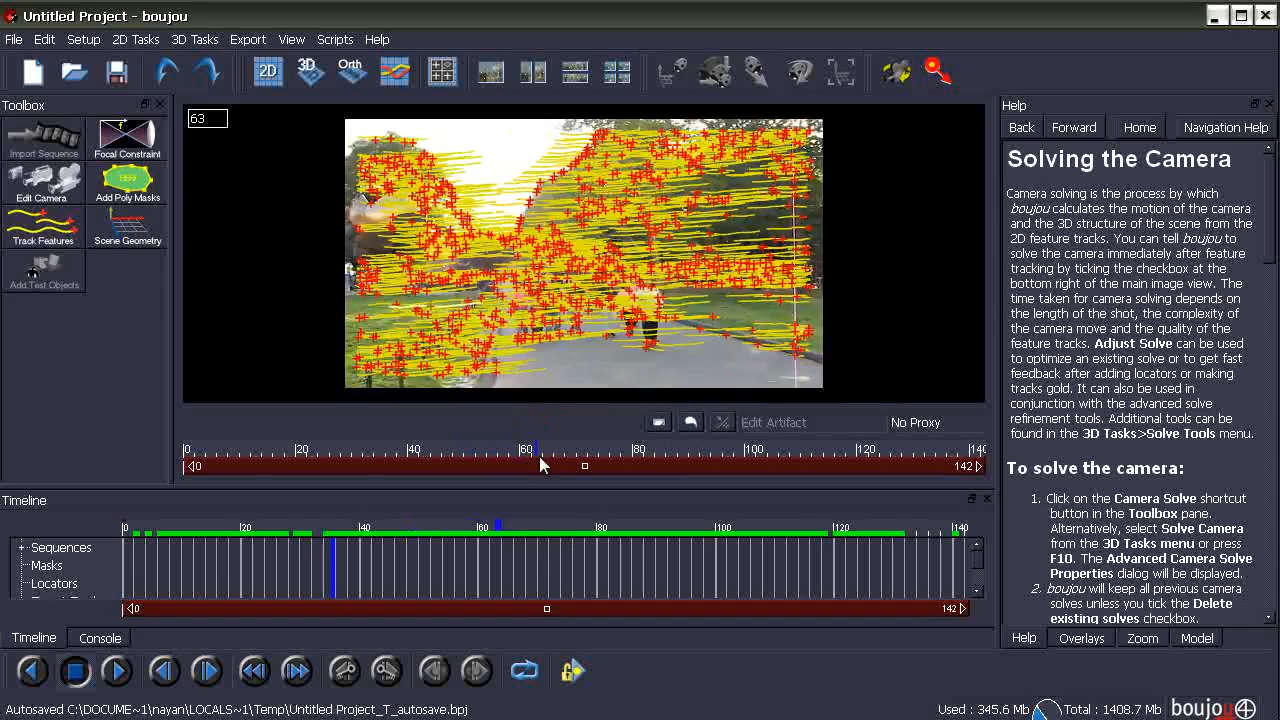 Untitled Project - boujou
File Edit Setup 2D Tasks 3D Tasks Export View Scripts Help
2D 3D Orth
Toolbox
Import Sequence Focal Constraint
Edit Camera Add Poly Masks
Track Features Scene Geometry
Add Test Objects
63
Edit Artifact No Proxy
0 20 40 60 80 100 120 140
0 142
Timeline
0 20 40 60 80 100 120 140
Sequences
Masks
Locators
0 142
Timeline Console
Help
Back Forward Home Navigation Help
Solving the Camera
Camera solving is the process by which
boujou calculates the motion of the camera
and the 3D structure of the scene from the
2D feature tracks. You can tell boujou to
solve the camera immediately after feature
tracking by ticking the checkbox at the
bottom right of the main image view. The
time taken for camera solving depends on
the length of the shot, the complexity of
the camera move and the quality of the
feature tracks. Adjust Solve can be used
to optimize an existing solve or to get fast
feedback after adding locators or making
tracks gold. It can also be used in
conjunction with the advanced solve
refinement tools. Additional tools can be
found in the 3D Tasks>Solve Tools menu.
To solve the camera:
1. Click on the Camera Solve shortcut
button in the Toolbox pane.
Alternatively, select Solve Camera
from the 3D Tasks menu or press
F10. The Advanced Camera Solve
Properties dialog will be displayed.
2. boujou will keep all previous camera
solves unless you tick the Delete
existing solves checkbox.
Help Overlays Zoom Model
Autosaved C:\DOCUME~1\nayan\LOCALS~1\Temp\Untitled Project_T_autosave.bpj
Used : 345.6 Mb Total : 1408.7 Mb boujou 4